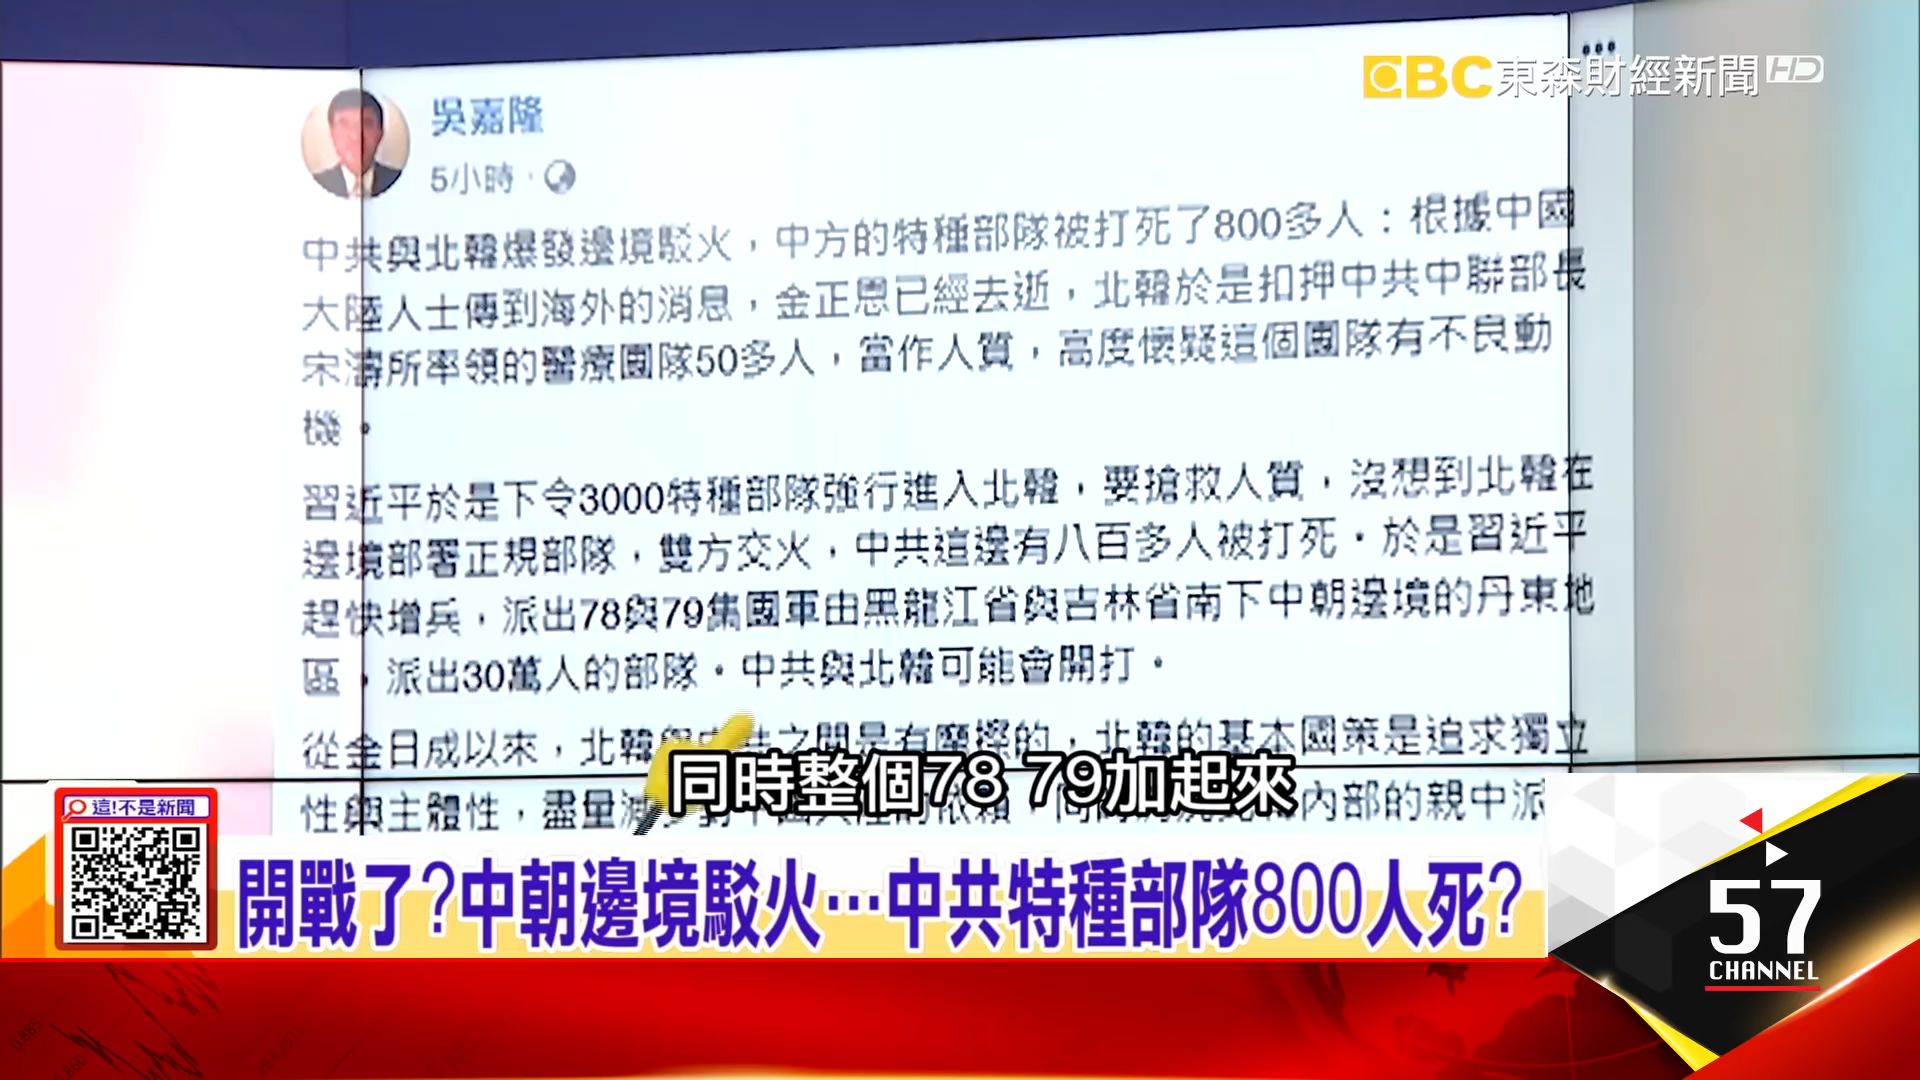 EBC東森財經新聞HD
吳嘉隆
5小時
中共與北韓爆發邊境駁火，中方的特種部隊被打死了800多人：根據中國
大陸人士傳到海外的消息，金正恩已經去逝，北韓於是扣押中共中聯部長
宋濤所率領的醫療團隊50多人，當作人質，高度懷疑這個團隊有不良動
機。
習近平於是下令3000特種部隊強行進入北韓，要搶救人質，沒想到北韓在
邊境部署正規部隊，雙方交火，中共這邊有八百多人被打死。於是習近平
趕快增兵，派出78與79集團軍由黑龍江省與吉林省南下中朝邊境的丹東地
區，派出30萬人的部隊。中共與北韓可能會開打。
從金日成以來，北韓與中共之間是有摩擦的，北韓的基本國策是追求獨立
性與主體性，盡量減 內部的親中派
同時整個78 79加起來
這!不是新聞
開戰了?中朝邊境駁火…中共特種部隊800人死?
57
CHANNEL
0.885
0.860